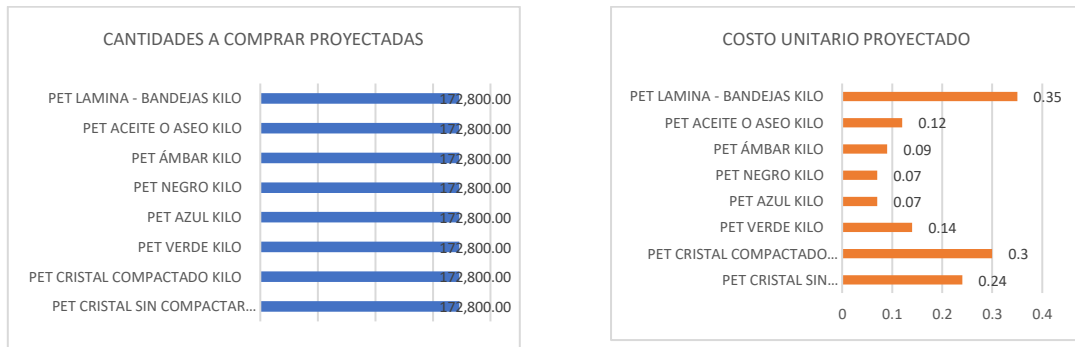 CANTIDADES A COMPRAR PROYECTADAS
PET LAMINA - BANDEJAS KILO 172,800.00
PET ACEITE O ASEO KILO 172,800.00
PET ÁMBAR KILO 172,800.00
PET NEGRO KILO 172,800.00
PET AZUL KILO 172,800.00
PET VERDE KILO 172,800.00
PET CRISTAL COMPACTADO KILO 172,800.00
PET CRISTAL SIN COMPACTAR... 172,800.00
COSTO UNITARIO PROYECTADO
PET LAMINA - BANDEJAS KILO 0.35
PET ACEITE O ASEO KILO 0.12
PET ÁMBAR KILO 0.09
PET NEGRO KILO 0.07
PET AZUL KILO 0.07
PET VERDE KILO 0.14
PET CRISTAL COMPACTADO... 0.3
PET CRISTAL SIN... 0.24
0 0.1 0.2 0.3 0.4